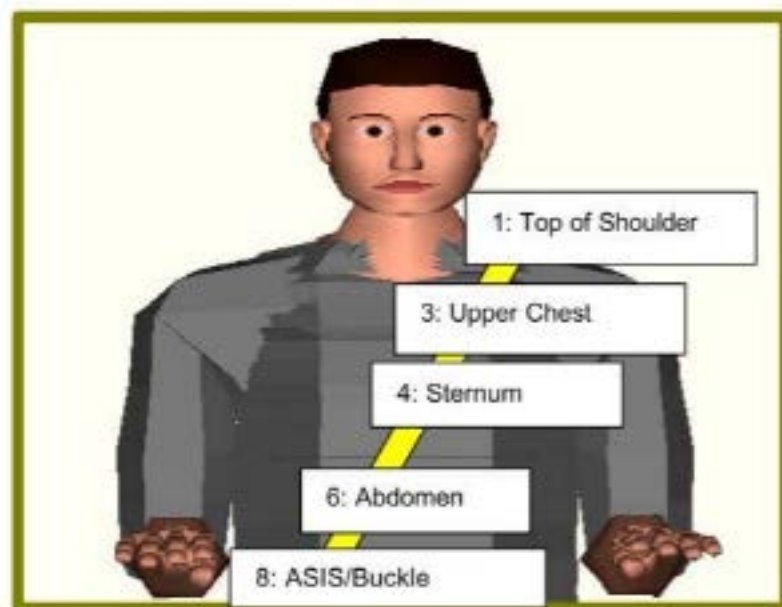 1: Top of Shoulder
3: Upper Chest
4: Sternum
6: Abdomen
8: ASIS/Buckle